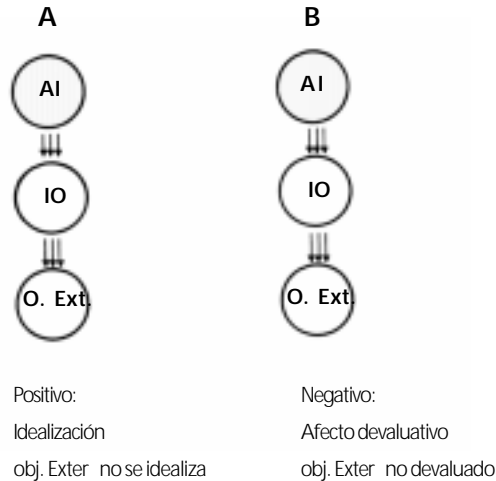 A
AI
IO
O. Ext.
Positivo:
Idealización
obj. Exter no se idealiza
B
AI
IO
O. Ext.
Negativo:
Afecto devaluativo
obj. Exter no devaluado